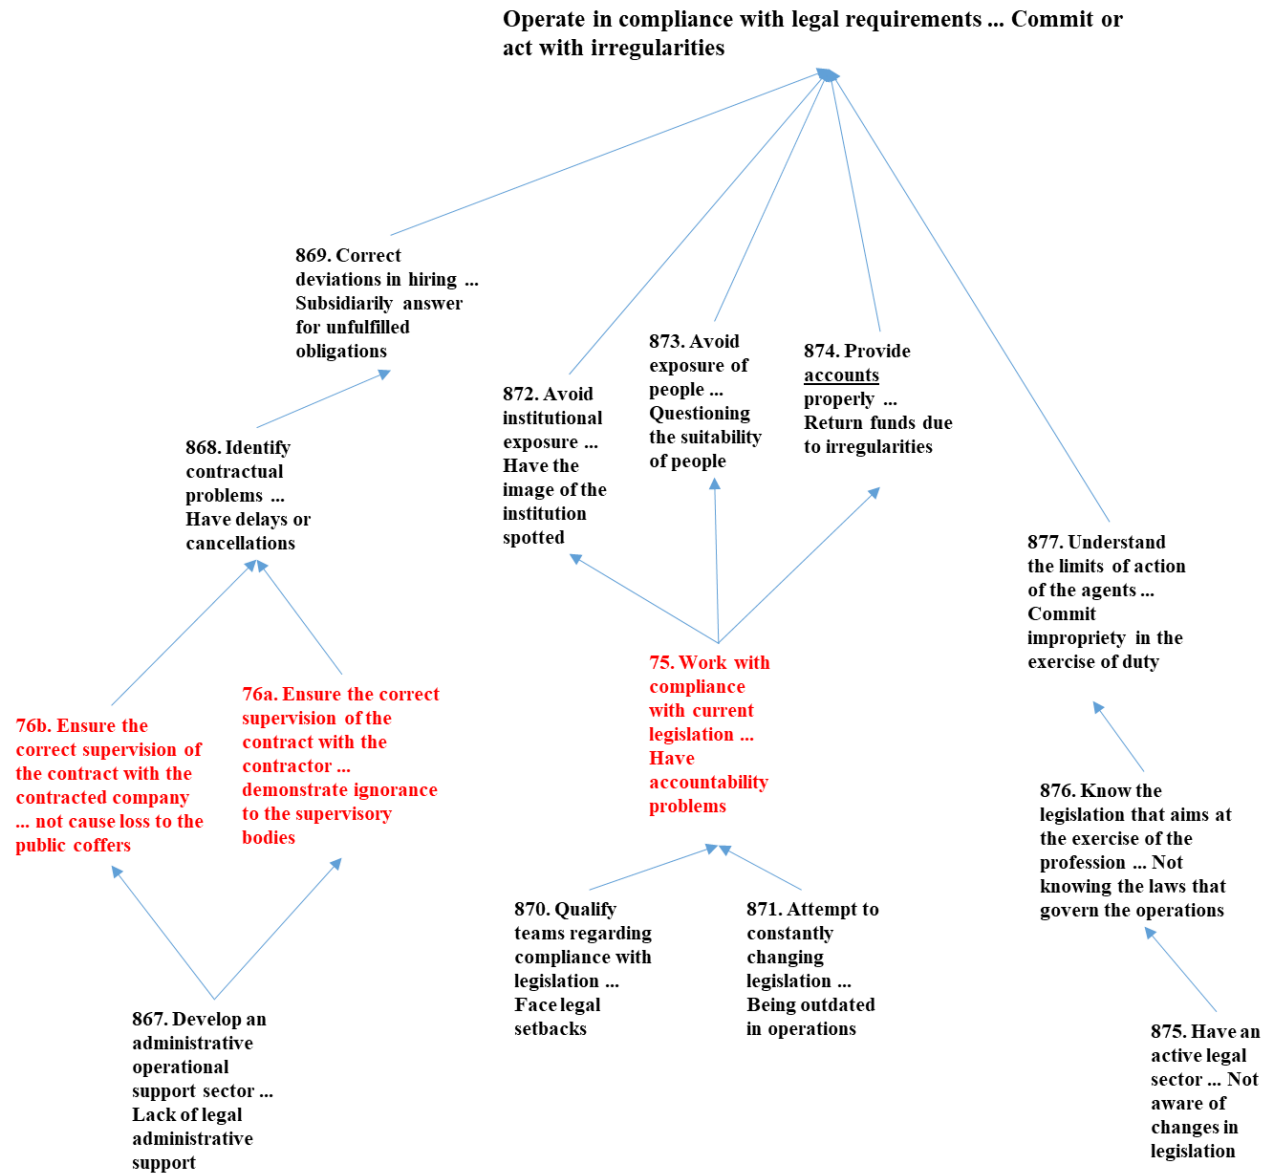 Operate in compliance with legal requirements ... Commit or
act with irregularities
869. Correct
deviations in hiring ...
Subsidiarily answer
for unfulfilled
obligations
873. Avoid
exposure of
people ...
Questioning
the suitability
of people
874. Provide
accounts
properly ...
Return funds due
to irregularities
872. Avoid
institutional
exposure ...
Have the
image of the
institution
spotted
868. Identify
contractual
problems ...
Have delays or
cancellations
877. Understand
the limits of action
of the agents ...
Commit
impropriety in the
exercise of duty
76b. Ensure the
correct supervision of
the contract with the
contracted company
... not cause loss to the
public coffers
76a. Ensure the correct
supervision of the
contract with the
contractor ...
demonstrate ignorance
to the supervisory
bodies
75. Work with
compliance
with current
legislation ...
Have
accountability
problems
876. Know the
legislation that aims at
the exercise of the
profession ... Not
knowing the laws that
govern the operations
870. Qualify
teams regarding
compliance with
legislation ...
Face legal
setbacks
871. Attempt to
constantly
changing
legislation ...
Being outdated
in operations
867. Develop an
administrative
operational
support sector ...
Lack of legal
administrative
support
875. Have an
active legal
sector ... Not
aware of
changes in
legislation